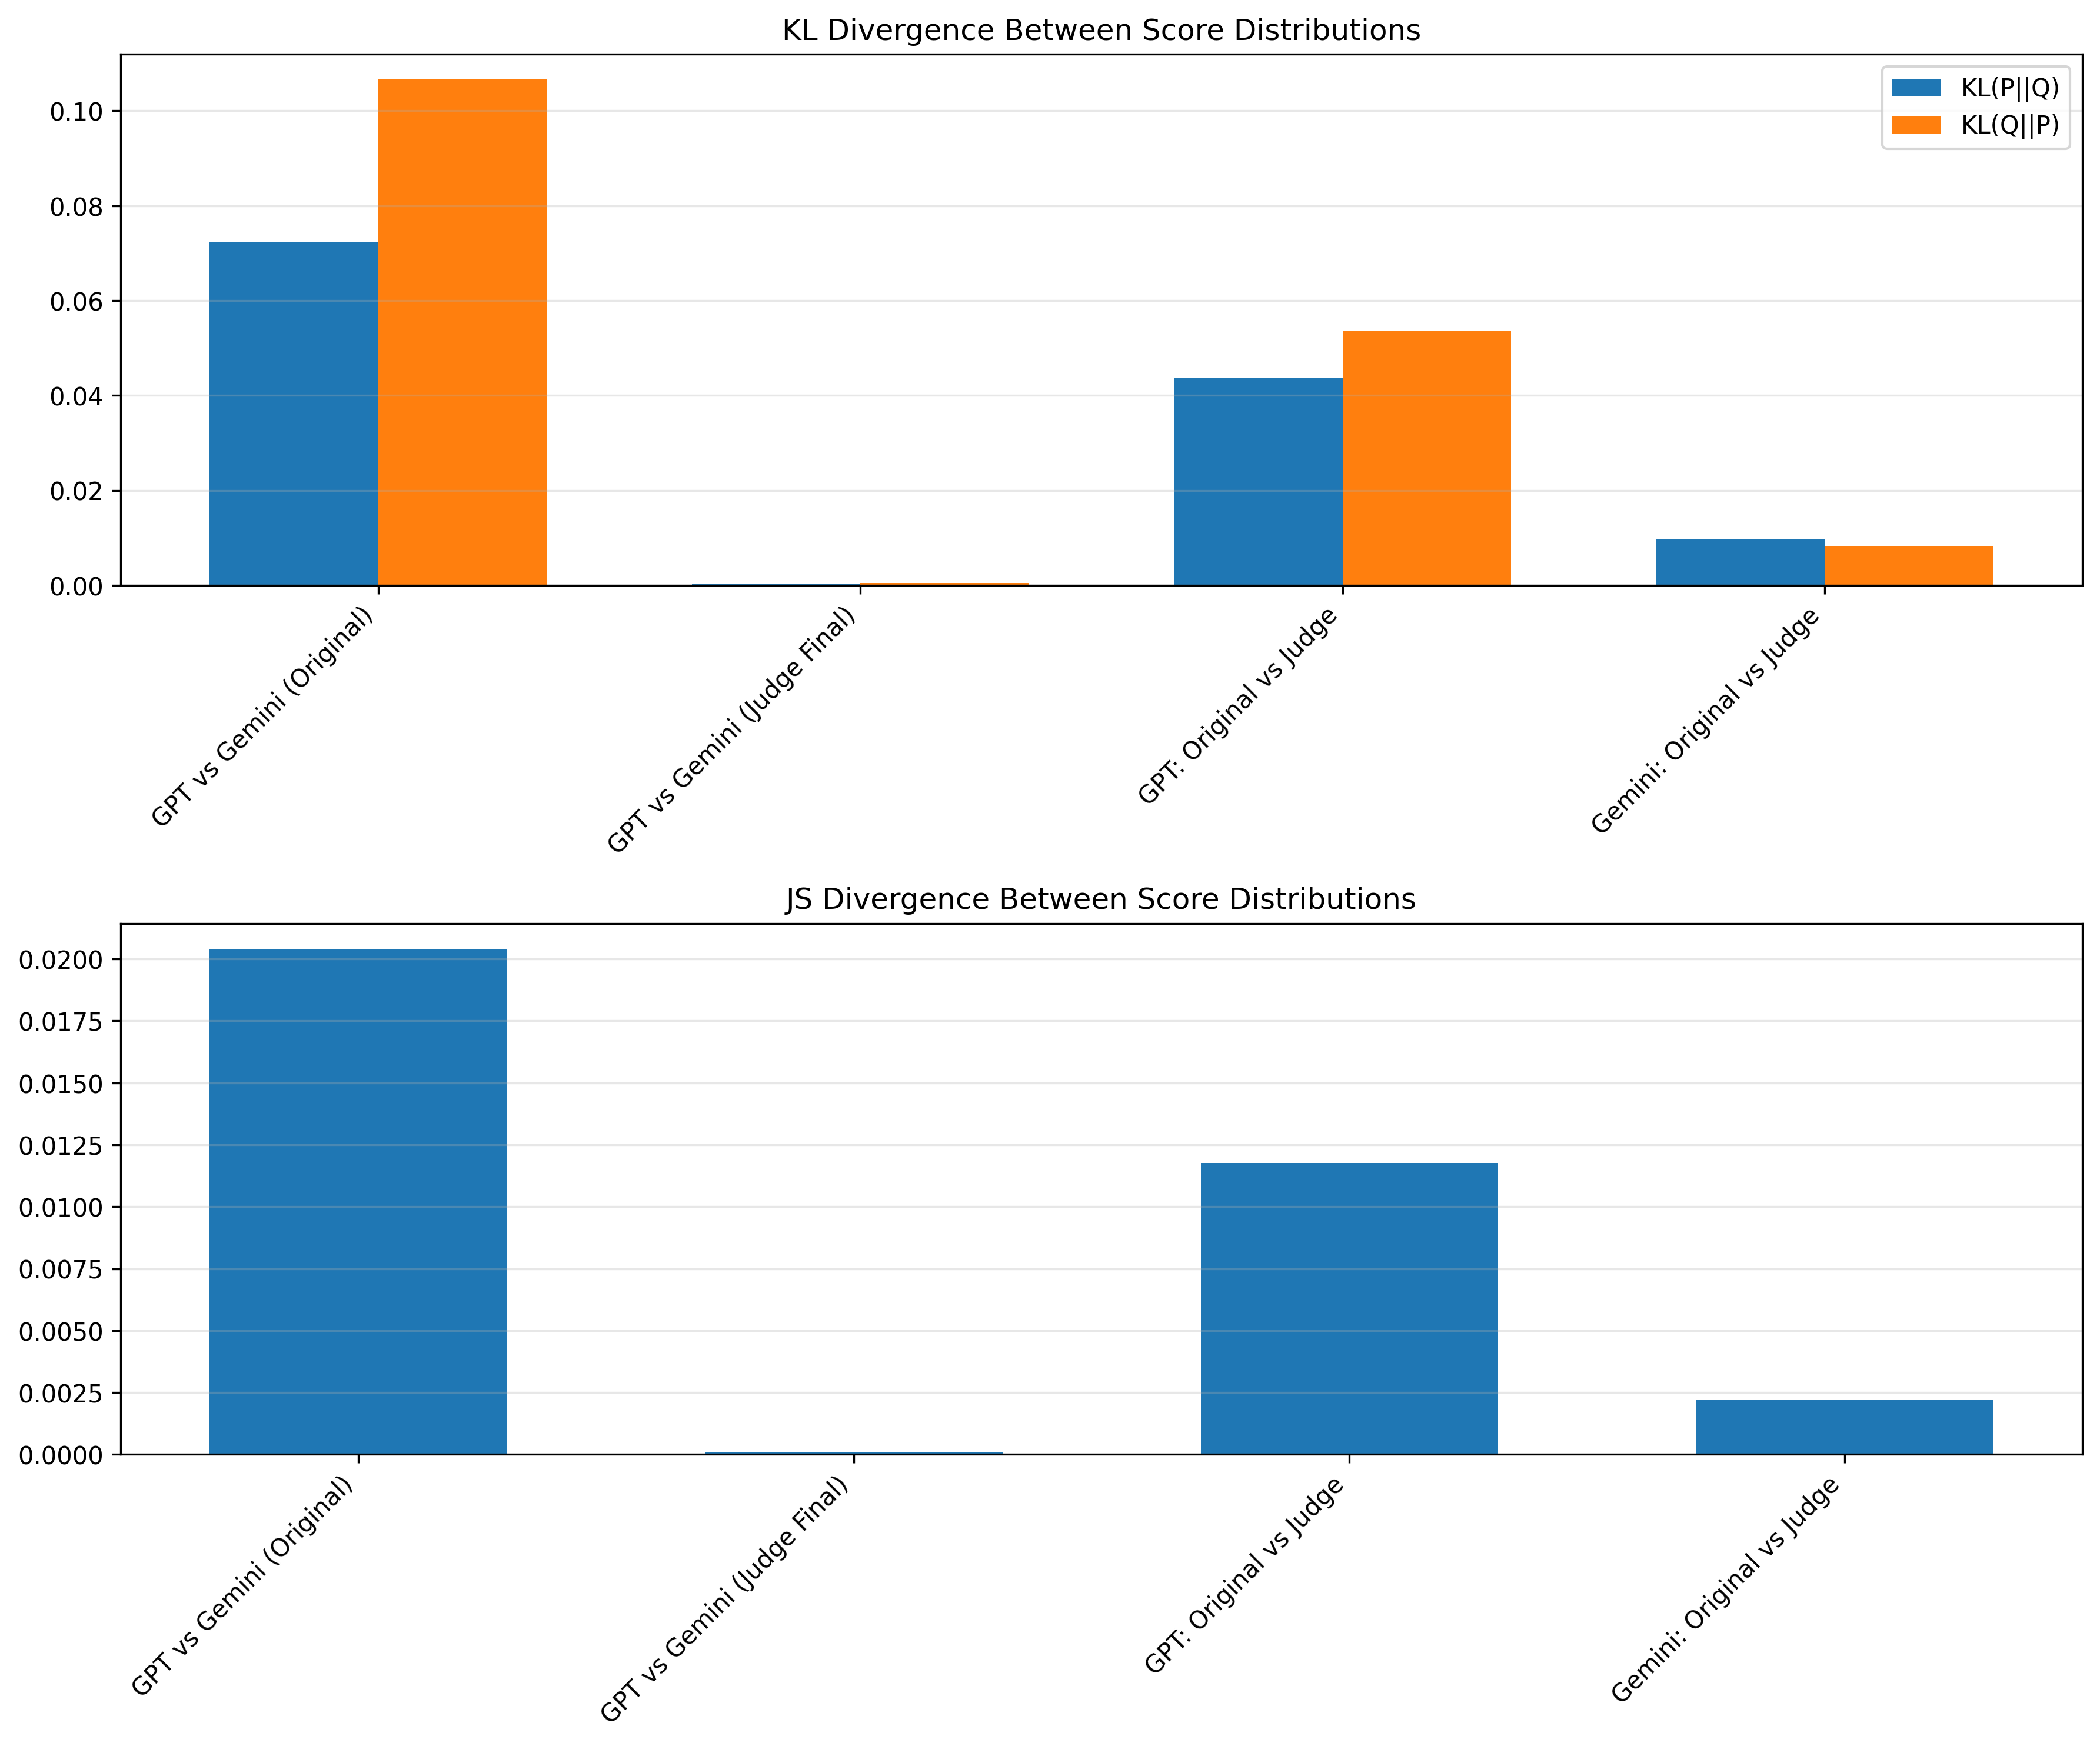 KL Divergence Between Score Distributions
KL(P||Q)
KL(Q||P)
0.10
0.08
0.06
0.04
0.02
0.00
GPT vs Gemini (Original)
GPT vs Gemini (Judge Final)
GPT: Original vs Judge
Gemini: Original vs Judge
JS Divergence Between Score Distributions
0.0200
0.0175
0.0150
0.0125
0.0100
0.0075
0.0050
0.0025
0.0000
GPT vs Gemini (Original)
GPT vs Gemini (Judge Final)
GPT: Original vs Judge
Gemini: Original vs Judge